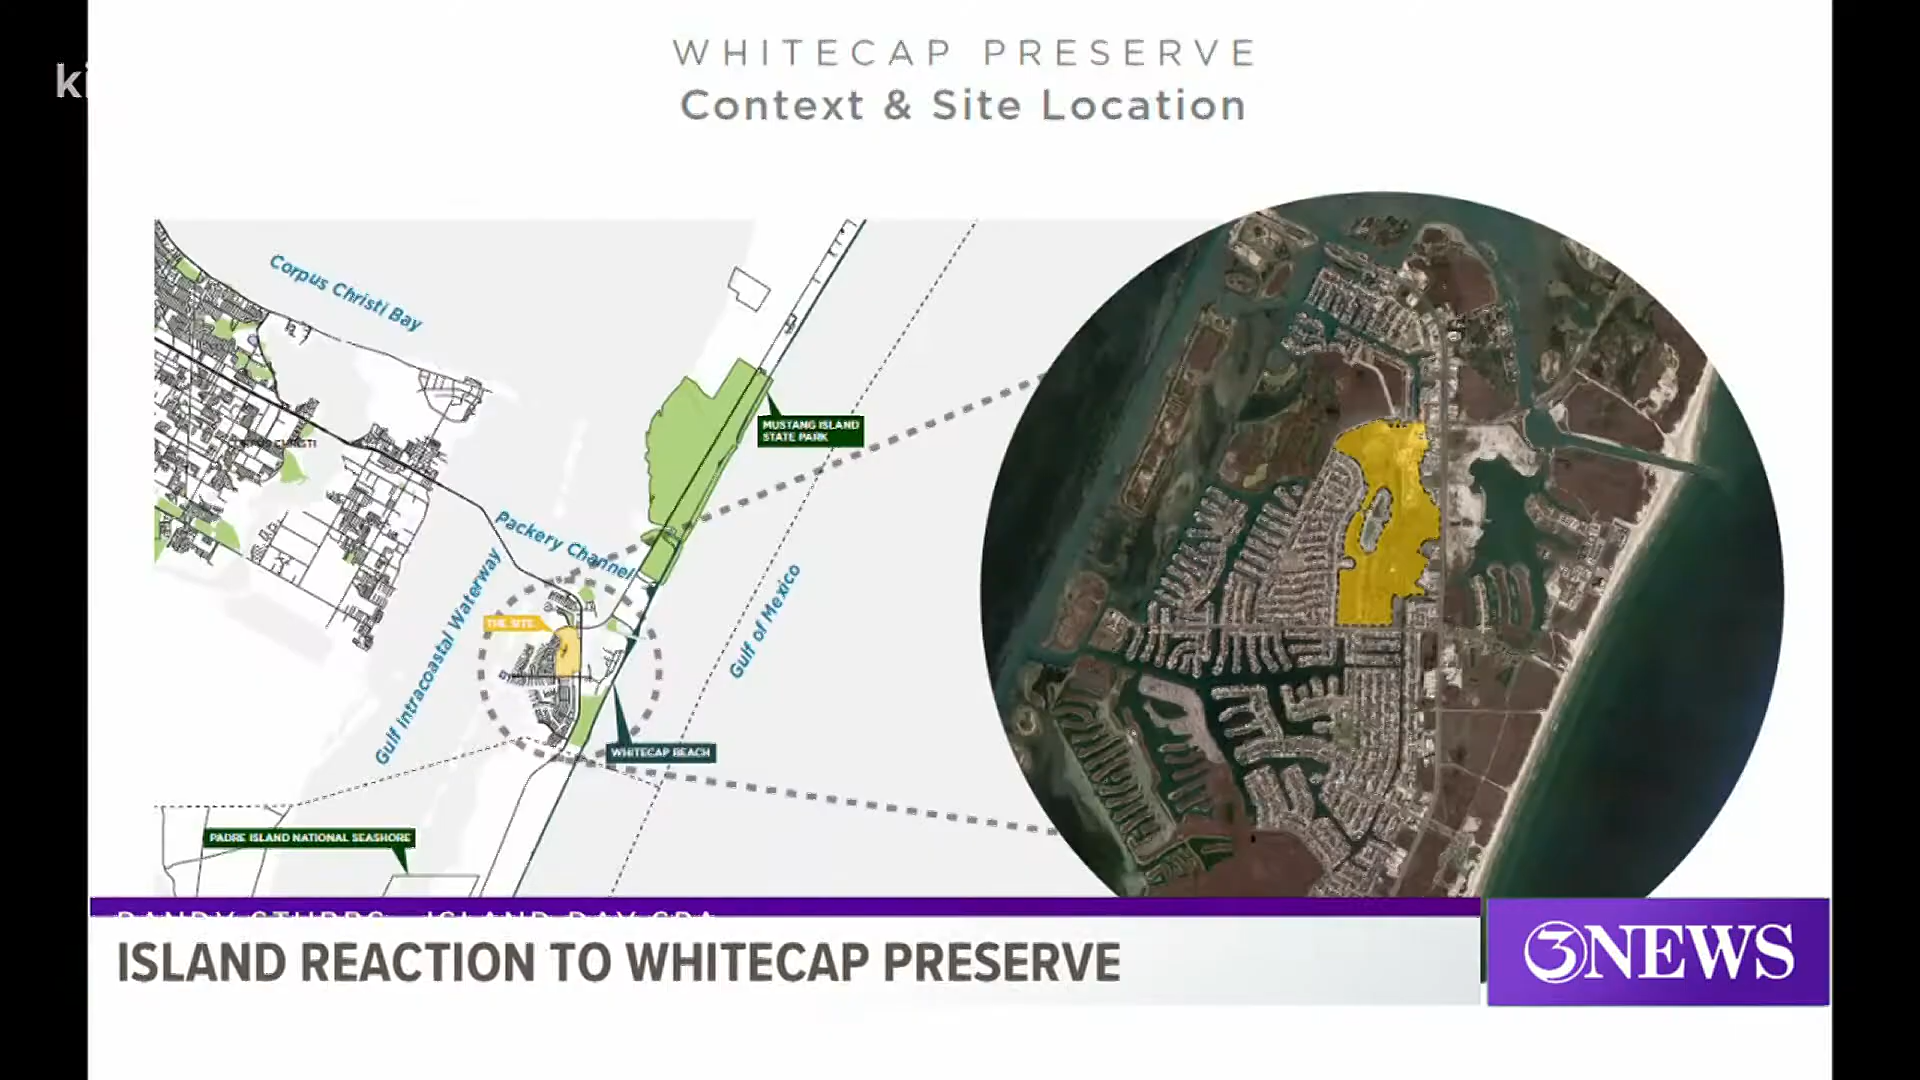 WHITECAP PRESERVE
Context & Site Location
ki
Corpus Christi Bay
MUSTANG ISLAND
STATE PARK
Packery Channel
Gulf Intracoastal Waterway
Gulf of Mexico
THE SITE
WHITECAP BEACH
PADRE ISLAND NATIONAL SEASHORE
ISLAND REACTION TO WHITECAP PRESERVE
3NEWS